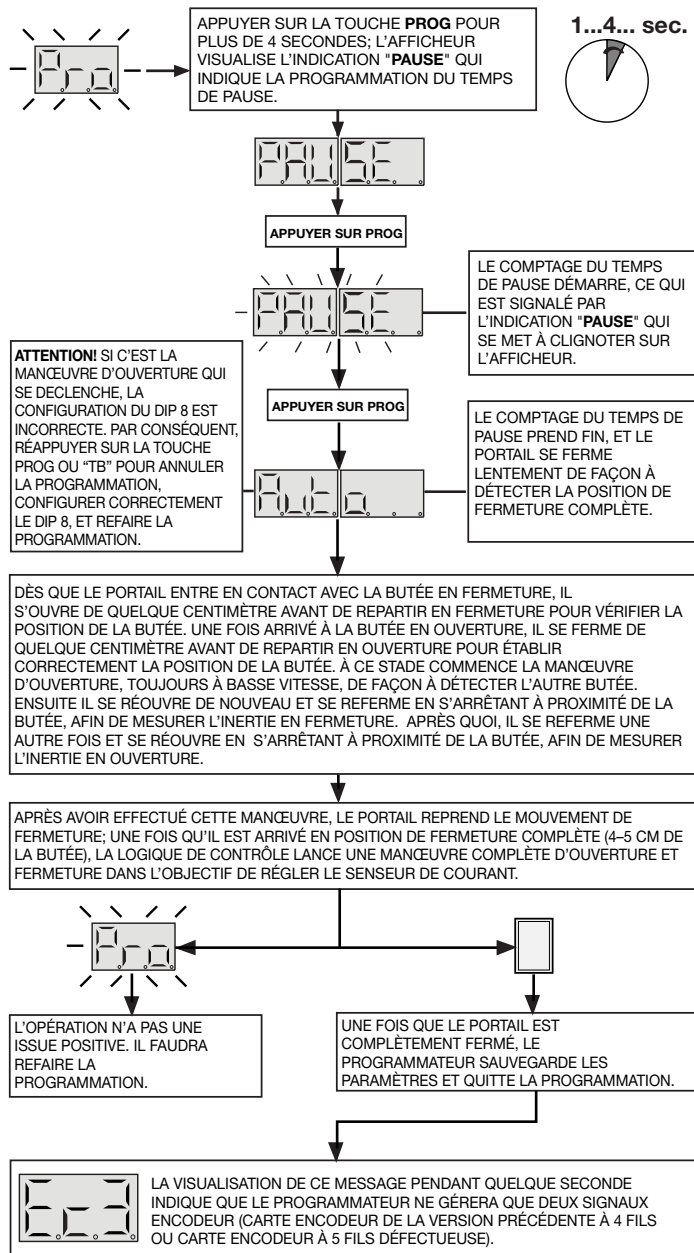 Pro
APPUYER SUR LA TOUCHE PROG POUR
PLUS DE 4 SECONDES; L'AFFICHEUR
VISUALISE L'INDICATION "PAUSE" QUI
INDIQUE LA PROGRAMMATION DU TEMPS
DE PAUSE.
1...4... sec.
PAUSE
APPUYER SUR PROG
PAUSE
LE COMPTAGE DU TEMPS
DE PAUSE DÉMARRE, CE QUI
EST SIGNALÉ PAR
L'INDICATION "PAUSE" QUI
SE MET À CLIGNOTER SUR
L'AFFICHEUR.
ATTENTION! SI C'EST LA
MANŒUVRE D'OUVERTURE QUI
SE DECLENCHE, LA
CONFIGURATION DU DIP 8 EST
INCORRECTE. PAR CONSÉQUENT,
RÉAPPUYER SUR LA TOUCHE
PROG OU “TB” POUR ANNULER
LA PROGRAMMATION,
CONFIGURER CORRECTEMENT
LE DIP 8, ET REFAIRE LA
PROGRAMMATION.
APPUYER SUR PROG
Auto
LE COMPTAGE DU TEMPS DE
PAUSE PREND FIN, ET LE
PORTAIL SE FERME
LENTEMENT DE FAÇON À
DÉTECTER LA POSITION DE
FERMETURE COMPLÈTE.
DÈS QUE LE PORTAIL ENTRE EN CONTACT AVEC LA BUTÉE EN FERMETURE, IL
S'OUVRE DE QUELQUE CENTIMÈTRE AVANT DE REPARTIR EN FERMETURE POUR VÉRIFIER LA
POSITION DE LA BUTÉE. UNE FOIS ARRIVÉ À LA BUTÉE EN OUVERTURE, IL SE FERME DE
QUELQUE CENTIMÈTRE AVANT DE REPARTIR EN OUVERTURE POUR ÉTABLIR
CORRECTEMENT LA POSITION DE LA BUTÉE. À CE STADE COMMENCE LA MANŒUVRE
D'OUVERTURE, TOUJOURS À BASSE VITESSE, DE FAÇON À DÉTECTER L'AUTRE BUTÉE.
ENSUITE IL SE RÉOUVRE DE NOUVEAU ET SE REFERME EN S'ARRÊTANT À PROXIMITÉ DE LA
BUTÉE, AFIN DE MESURER L'INERTIE EN FERMETURE. APRÈS QUOI, IL SE REFERME UNE
AUTRE FOIS ET SE RÉOUVRE EN S'ARRÊTANT À PROXIMITÉ DE LA BUTÉE, AFIN DE MESURER
L'INERTIE EN OUVERTURE.
APRÈS AVOIR EFFECTUÉ CETTE MANŒUVRE, LE PORTAIL REPREND LE MOUVEMENT DE
FERMETURE; UNE FOIS QU'IL EST ARRIVÉ EN POSITION DE FERMETURE COMPLÈTE (4–5 CM DE
LA BUTÉE), LA LOGIQUE DE CONTRÔLE LANCE UNE MANŒUVRE COMPLÈTE D'OUVERTURE ET
FERMETURE DANS L'OBJECTIF DE RÉGLER LE SENSEUR DE COURANT.
Pro
L'OPÉRATION N'A PAS UNE
ISSUE POSITIVE. IL FAUDRA
REFAIRE LA
PROGRAMMATION.
UNE FOIS QUE LE PORTAIL EST
COMPLÈTEMENT FERMÉ, LE
PROGRAMMATEUR SAUVEGARDE LES
PARAMÈTRES ET QUITTE LA PROGRAMMATION.
Er3
LA VISUALISATION DE CE MESSAGE PENDANT QUELQUE SECONDE
INDIQUE QUE LE PROGRAMMATEUR NE GÉRERA QUE DEUX SIGNAUX
ENCODEUR (CARTE ENCODEUR DE LA VERSION PRÉCÉDENTE À 4 FILS
OU CARTE ENCODEUR À 5 FILS DÉFECTUEUSE).